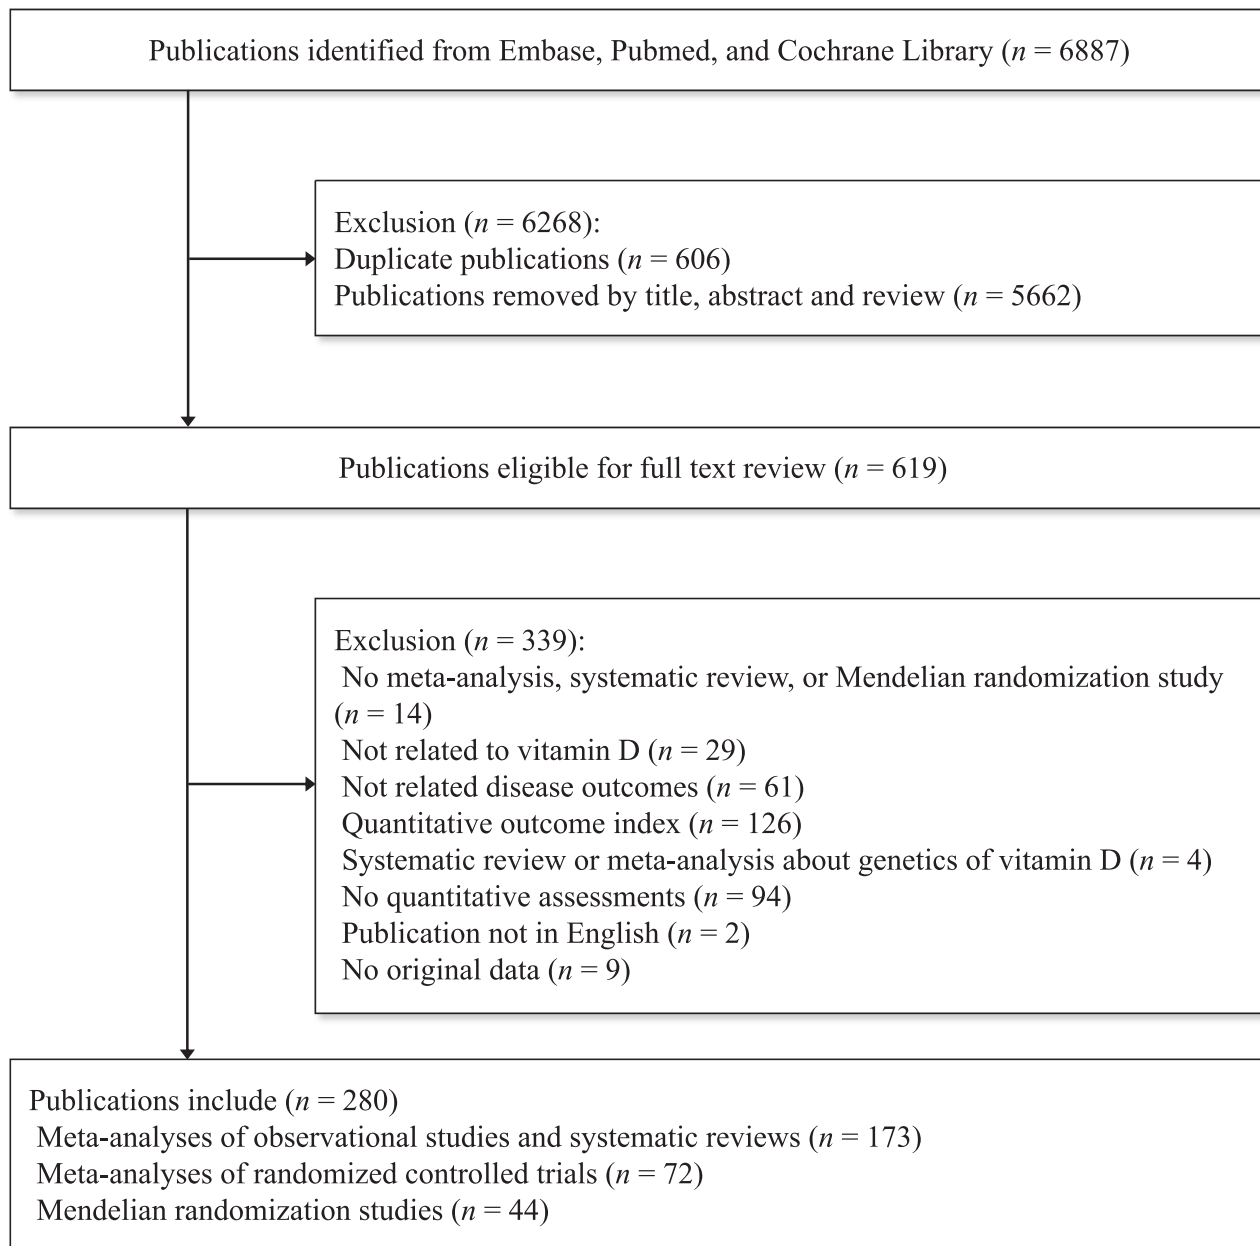 Publications identified from Embase, Pubmed, and Cochrane Library (n = 6887)
Exclusion (n = 6268):
Duplicate publications (n = 606)
Publications removed by title, abstract and review (n = 5662)
Publications eligible for full text review (n = 619)
Exclusion (n = 339):
No meta-analysis, systematic review, or Mendelian randomization study
(n = 14)
Not related to vitamin D (n = 29)
Not related disease outcomes (n = 61)
Quantitative outcome index (n = 126)
Systematic review or meta-analysis about genetics of vitamin D (n = 4)
No quantitative assessments (n = 94)
Publication not in English (n = 2)
No original data (n = 9)
Publications include (n = 280)
Meta-analyses of observational studies and systematic reviews (n = 173)
Meta-analyses of randomized controlled trials (n = 72)
Mendelian randomization studies (n = 44)